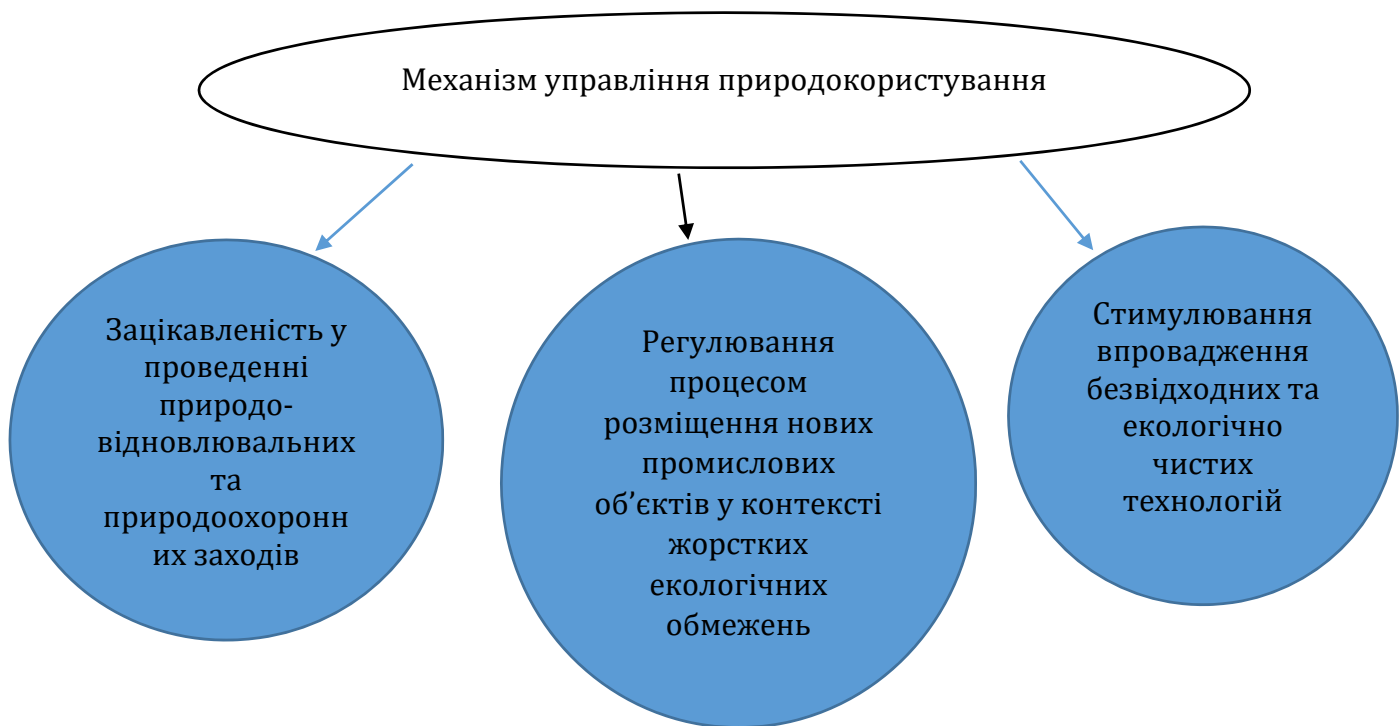 Механізм управління природокористування
Зацікавленість у
проведенні
природо-
відновлювальних
та
природоохоронн
их заходів
Регулювання
процесом
розміщення нових
промислових
об’єктів у контексті
жорстких
екологічних
обмежень
Стимулювання
впровадження
безвідходних та
екологічно
чистих
технологій